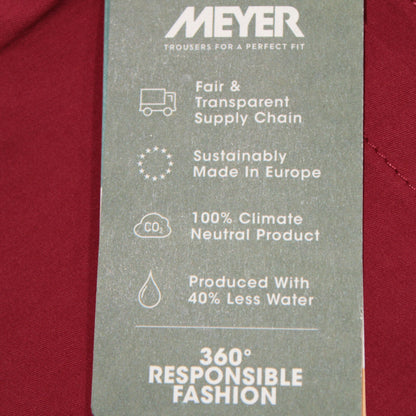 MEYER
TROUSERS FOR A PERFECT FIT
Fair &
Transparent
Supply Chain
Sustainably
Made In Europe
CO₂
100% Climate
Neutral Product
Produced With
40% Less Water
360°
RESPONSIBLE
FASHION